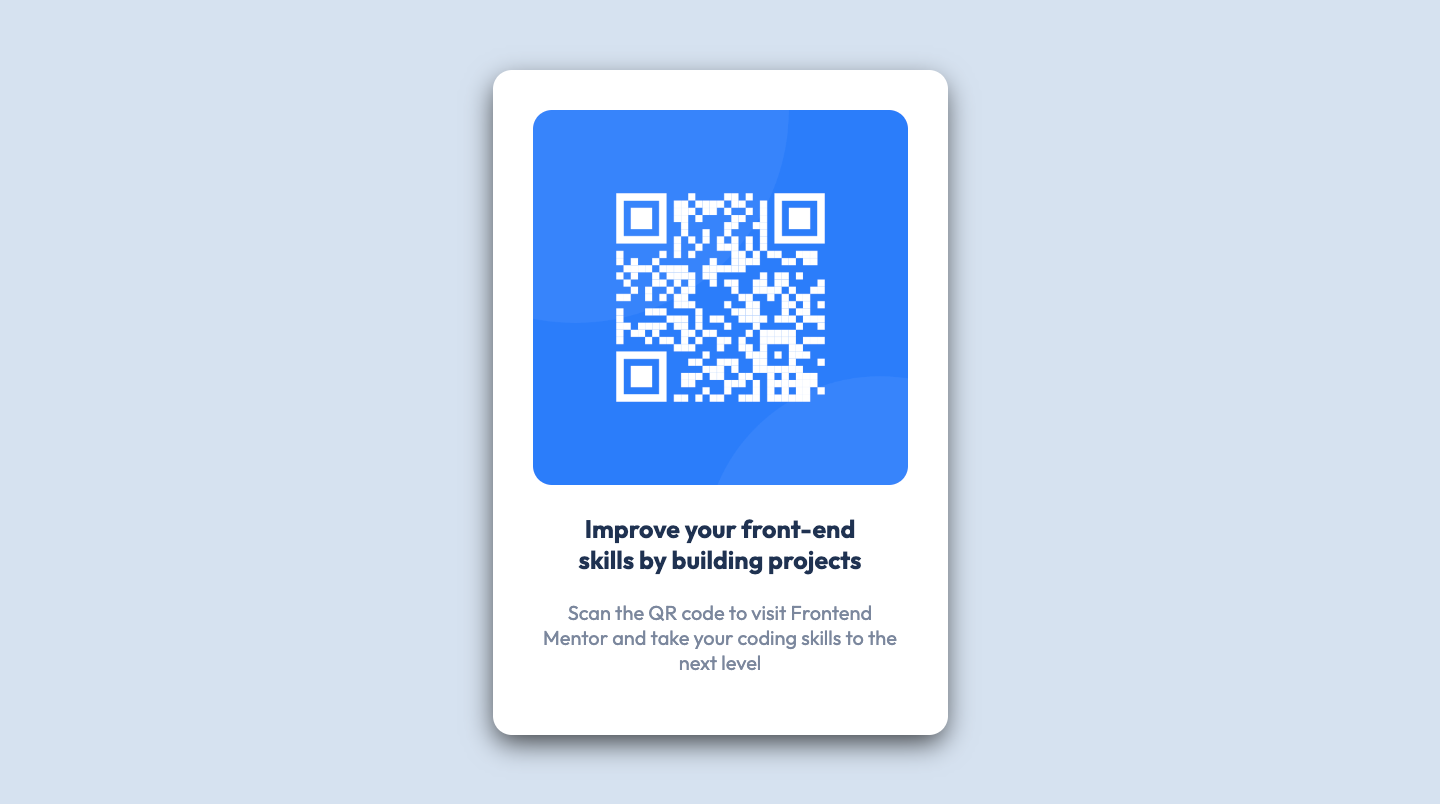 Improve your front-end
skills by building projects
Scan the QR code to visit Frontend
Mentor and take your coding skills to the
next level